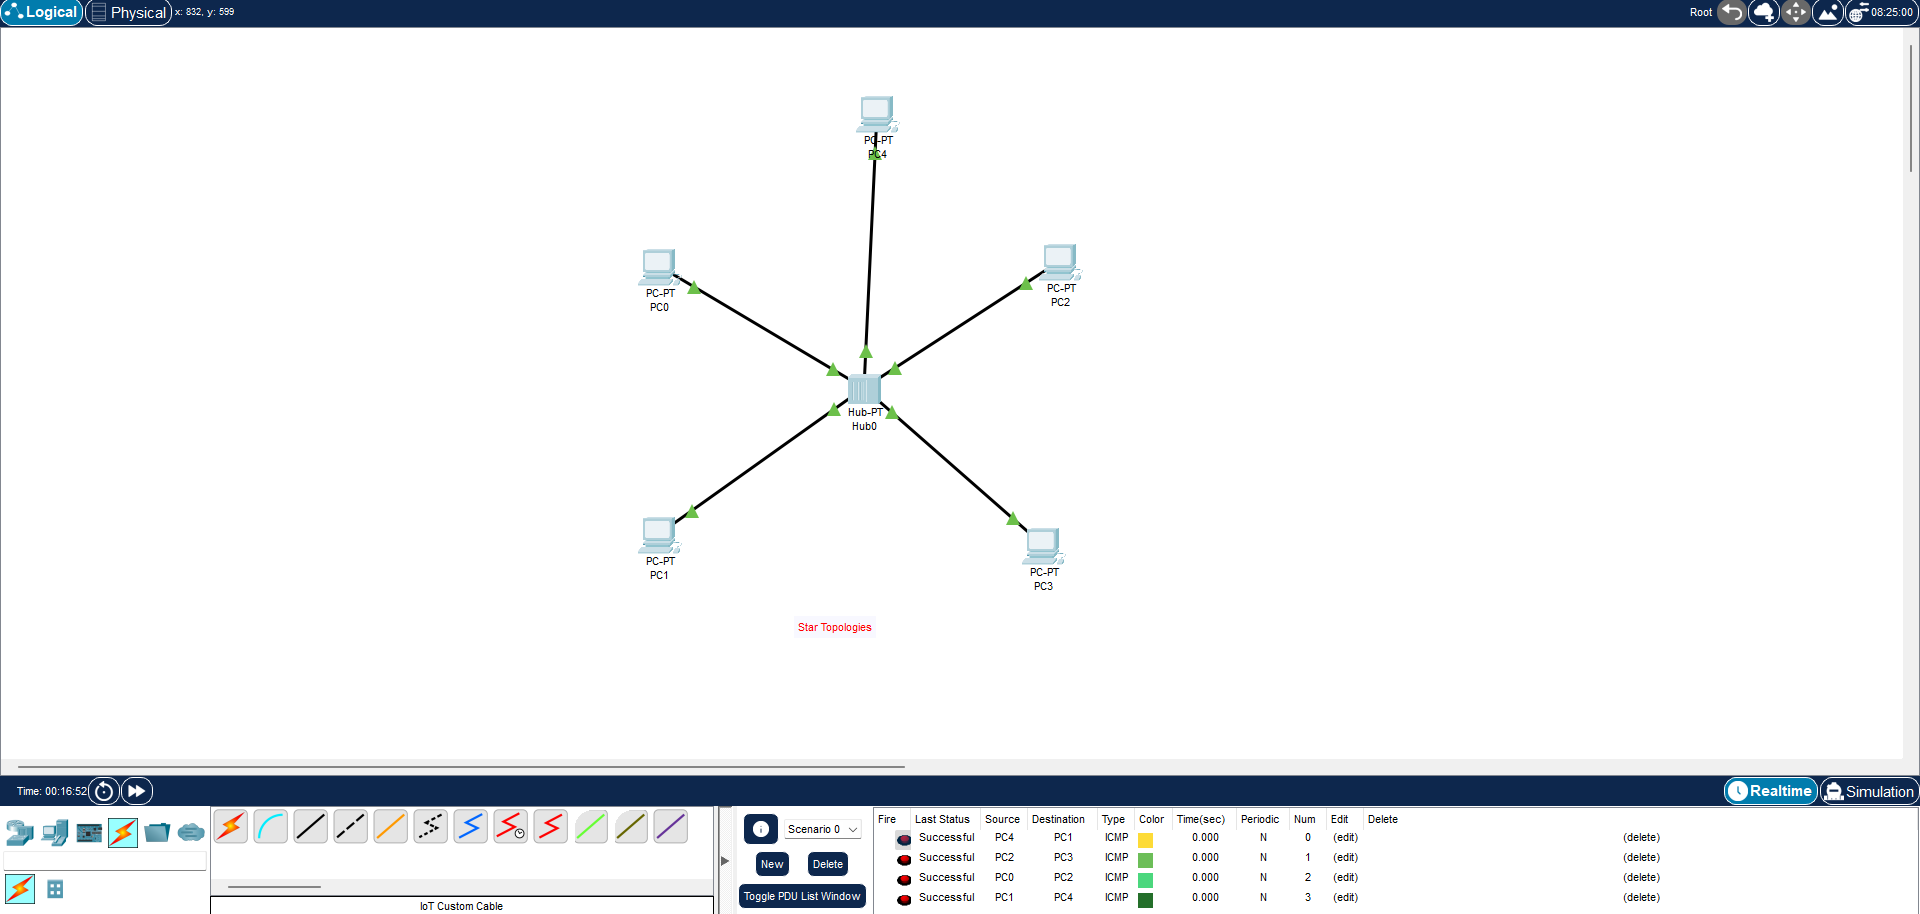 Logical Physical x: 832, y: 599 Root 08:25:00
PC-PT
PC4
PC-PT
PC0
PC-PT
PC2
Hub-PT
Hub0
PC-PT
PC1
PC-PT
PC3
Star Topologies
Time: 00:16:52 Realtime Simulation
IoT Custom Cable
Scenario 0
New Delete
Toggle PDU List Window
Fire Last Status Source Destination Type Color Time(sec) Periodic Num Edit Delete
Successful PC4 PC1 ICMP 0.000 N 0 (edit) (delete)
Successful PC2 PC3 ICMP 0.000 N 1 (edit) (delete)
Successful PC0 PC2 ICMP 0.000 N 2 (edit) (delete)
Successful PC1 PC4 ICMP 0.000 N 3 (edit) (delete)